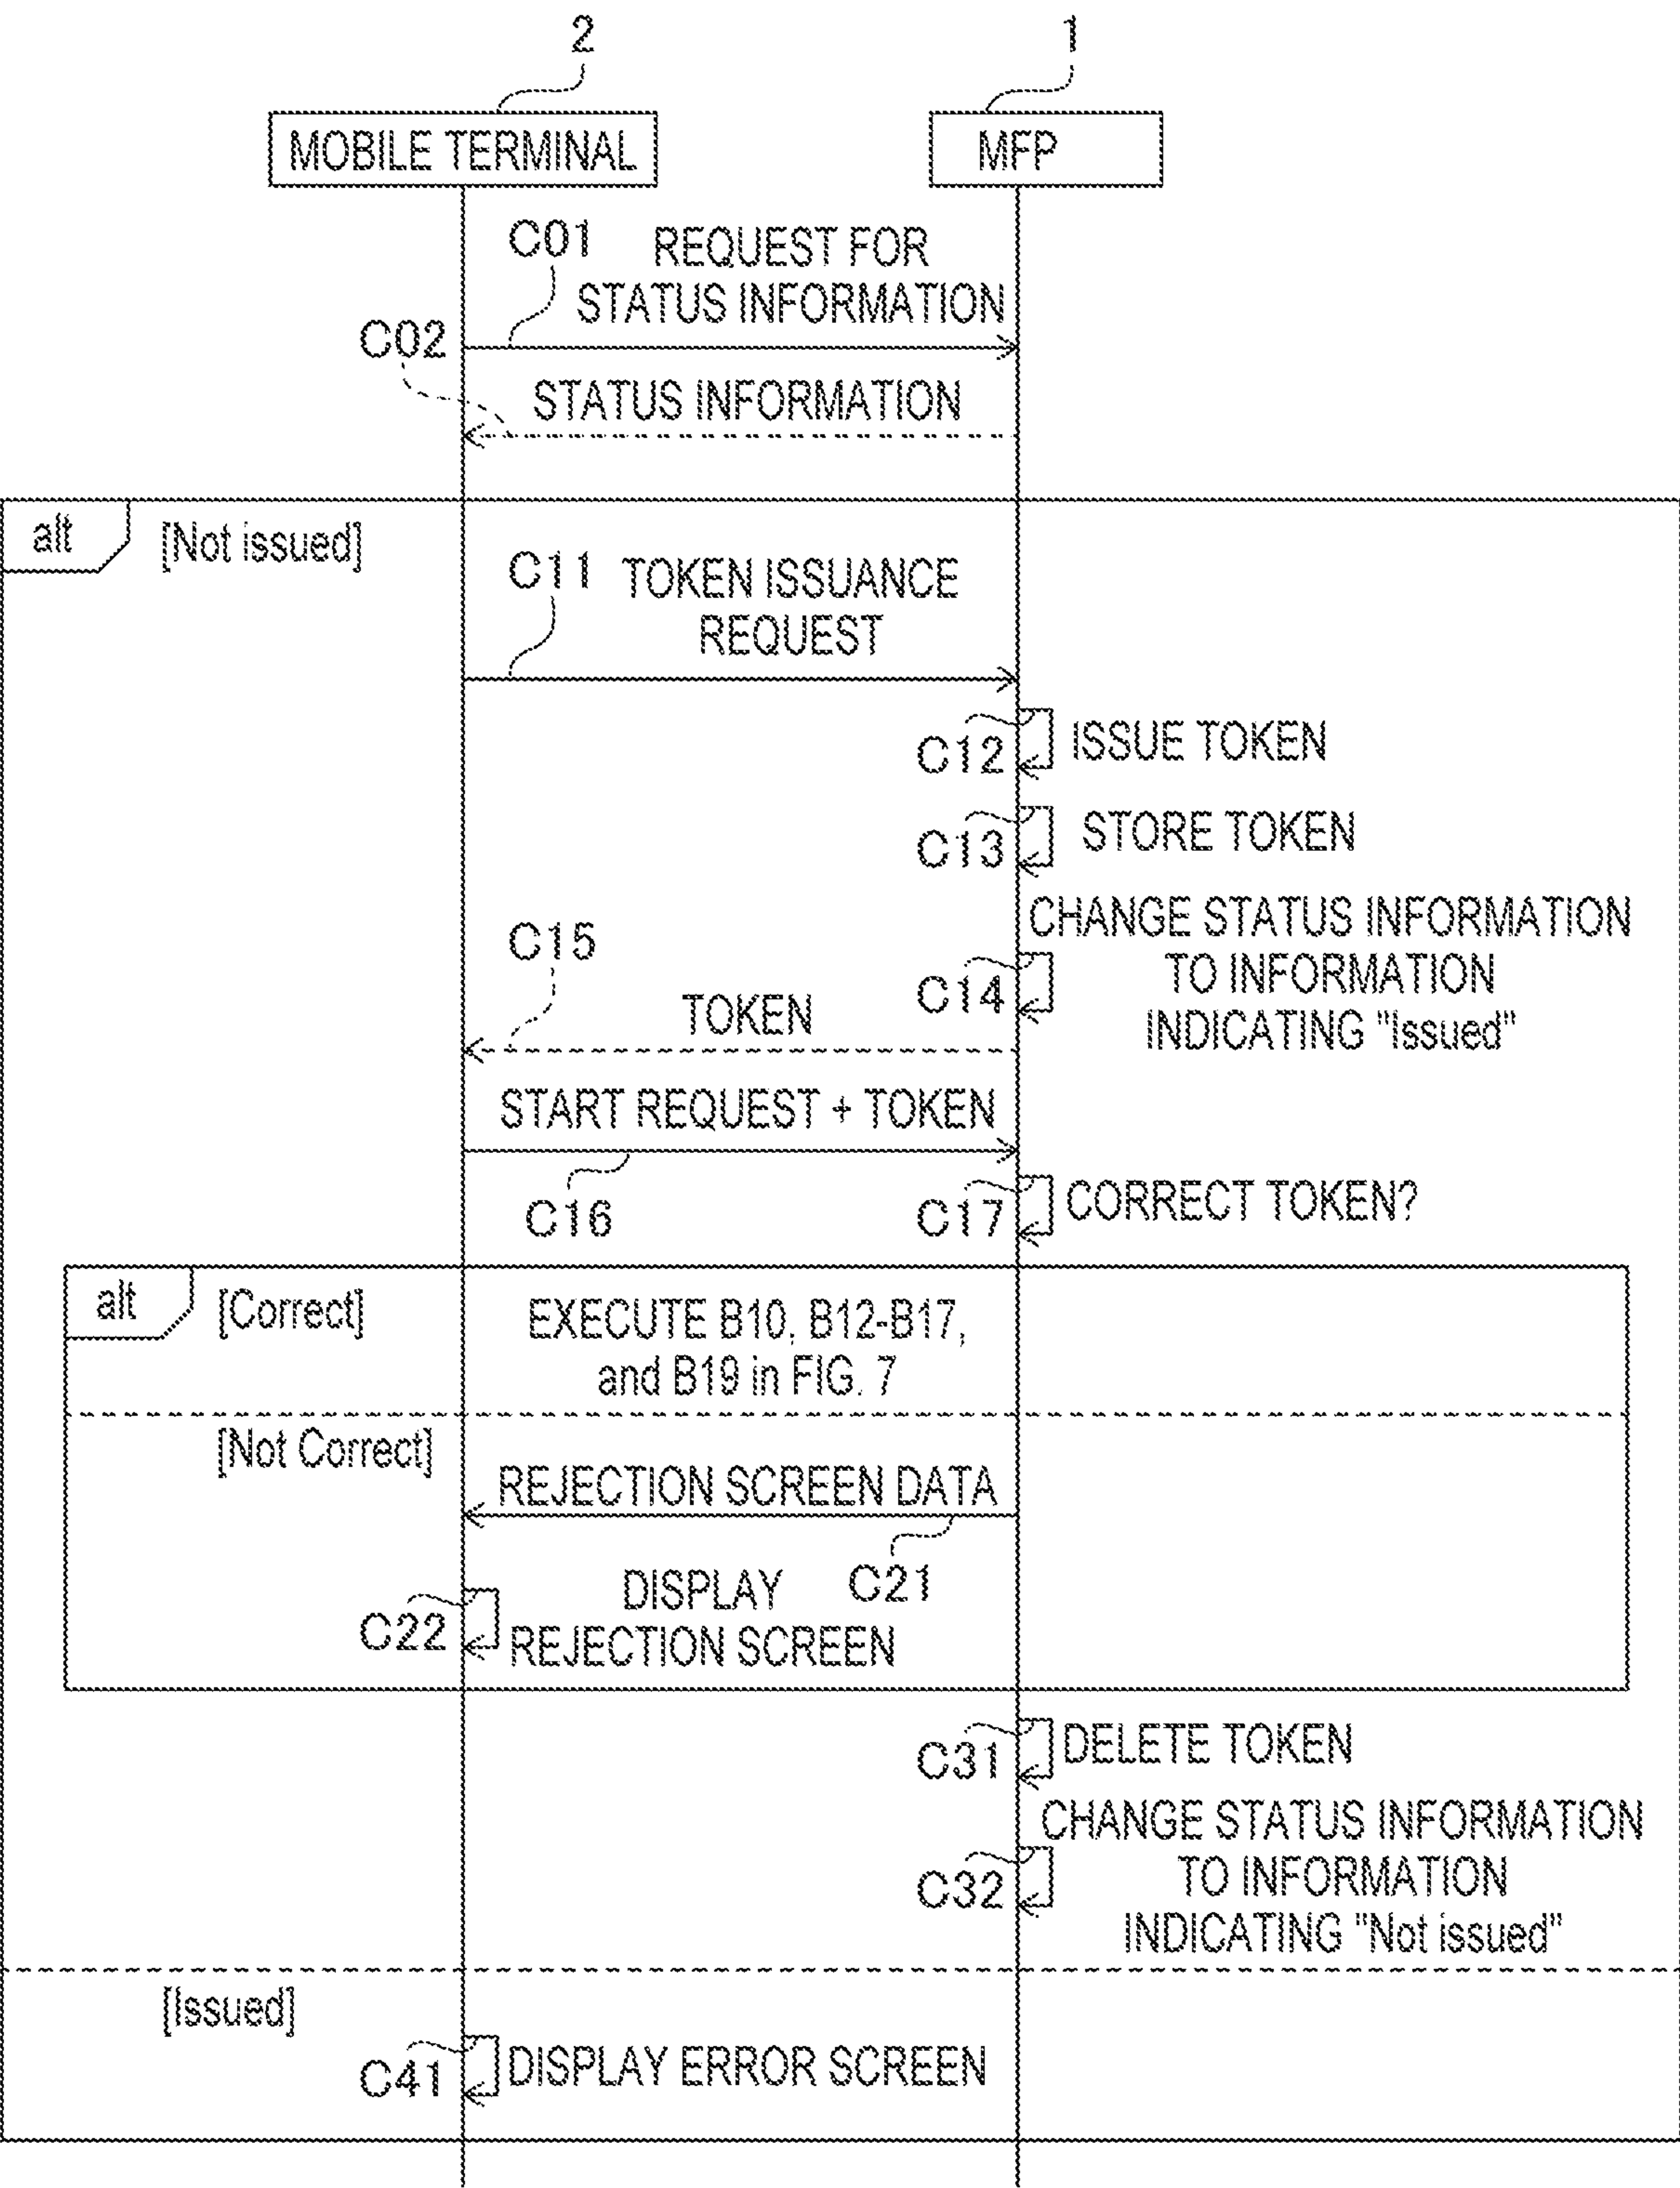 2
1
MOBILE TERMINAL
MFP
C01
REQUEST FOR
STATUS INFORMATION
C02
STATUS INFORMATION
alt
[Not issued]
C11
TOKEN ISSUANCE
REQUEST
C12
ISSUE TOKEN
C13
STORE TOKEN
CHANGE STATUS INFORMATION
TO INFORMATION
INDICATING "Issued"
C14
C15
TOKEN
START REQUEST + TOKEN
C16
C17
CORRECT TOKEN?
alt
[Correct]
EXECUTE B10, B12-B17,
and B19 in FIG. 7
[Not Correct]
REJECTION SCREEN DATA
C21
C22
DISPLAY
REJECTION SCREEN
C31
DELETE TOKEN
CHANGE STATUS INFORMATION
TO INFORMATION
INDICATING "Not issued"
C32
[Issued]
C41
DISPLAY ERROR SCREEN